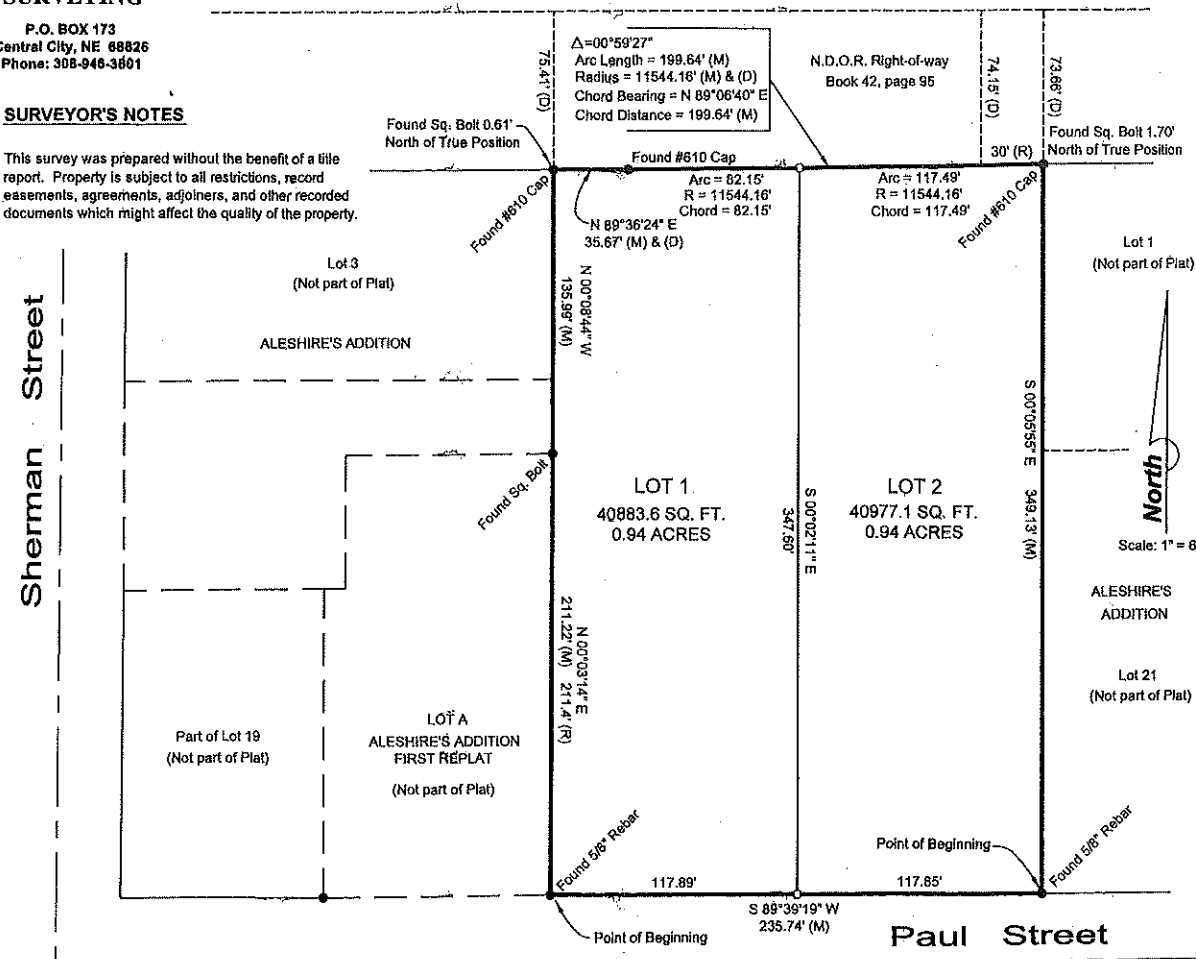 SURVEYING
P.O. BOX 173
Central City, NE 68826
Phone: 308-946-3601
SURVEYOR'S NOTES
This survey was prepared without the benefit of a title
report. Property is subject to all restrictions, record
easements, agreements, adjoiners, and other recorded
documents which might affect the quality of the property.
75.41' (D)
Δ=00°59'27"
Arc Length = 199.64' (M)
Radius = 11544.16' (M) & (D)
Chord Bearing = N 89°06'40" E
Chord Distance = 199.64' (M)
N.D.O.R. Right-of-way
Book 42, page 95
74.15' (D)
73.66' (D)
Found Sq. Bolt 0.61'
North of True Position
Found #610 Cap
30' (R)
Found Sq. Bolt 1.70'
North of True Position
Found #610 Cap
N 89°36'24" E
35.67' (M) & (D)
Arc = 82.15'
R = 11544.16'
Chord = 82.15'
Arc = 117.49'
R = 11544.16'
Chord = 117.49'
Found #610 Cap
Lot 3
(Not part of Plat)
ALESHIRE'S ADDITION
N 00°08'44" W
135.99' (M)
Lot 1
(Not part of Plat)
Sherman Street
Found Sq. Bolt
LOT 1
40883.6 SQ. FT.
0.94 ACRES
S 00°02'11" E
347.60'
LOT 2
40977.1 SQ. FT.
0.94 ACRES
S 00°05'55" E 349.13' (M)
North
Scale: 1" = 6
ALESHIRE'S
ADDITION
Lot 21
(Not part of Plat)
N 00°03'14" E
211.22' (M) 211.4' (R)
Part of Lot 19
(Not part of Plat)
LOT A
ALESHIRE'S ADDITION
FIRST REPLAT
(Not part of Plat)
Found 5/8" Rebar
Point of Beginning
Found 5/8" Rebar
117.89'
117.85'
S 89°39'19" W
235.74' (M)
Point of Beginning
Paul Street